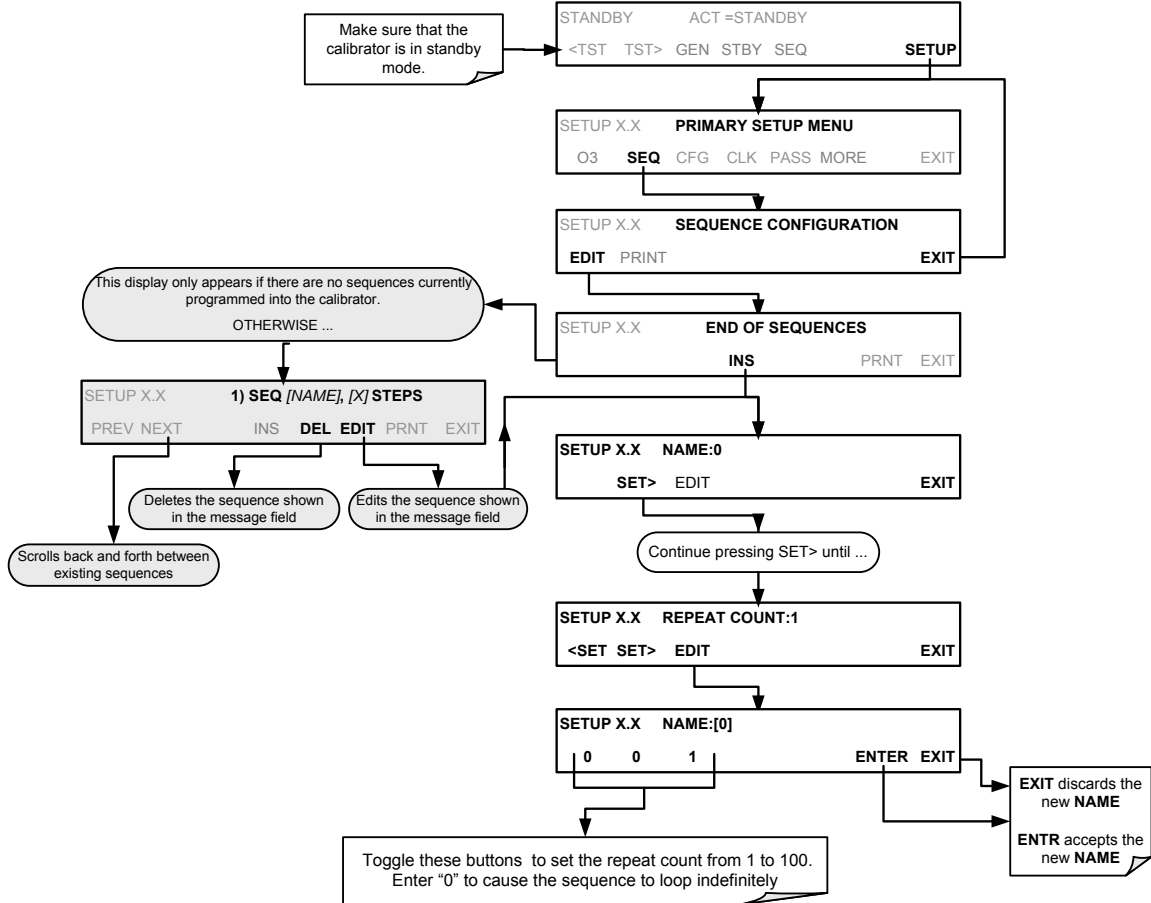 Make sure that the
calibrator is in standby
mode.
STANDBY ACT =STANDBY
<TST TST> GEN STBY SEQ SETUP
SETUP X.X PRIMARY SETUP MENU
O3 SEQ CFG CLK PASS MORE EXIT
SETUP X.X SEQUENCE CONFIGURATION
EDIT PRINT EXIT
This display only appears if there are no sequences currently
programmed into the calibrator.
OTHERWISE ...
SETUP X.X END OF SEQUENCES
INS PRNT EXIT
SETUP X.X 1) SEQ [NAME], [X] STEPS
PREV NEXT INS DEL EDIT PRNT EXIT
Deletes the sequence shown
in the message field
Edits the sequence shown
in the message field
Scrolls back and forth between
existing sequences
SETUP X.X NAME:0
SET> EDIT EXIT
Continue pressing SET> until ...
SETUP X.X REPEAT COUNT:1
<SET SET> EDIT EXIT
SETUP X.X NAME:[0]
0 0 1 ENTER EXIT
EXIT discards the
new NAME
ENTR accepts the
new NAME
Toggle these buttons to set the repeat count from 1 to 100.
Enter “0” to cause the sequence to loop indefinitely